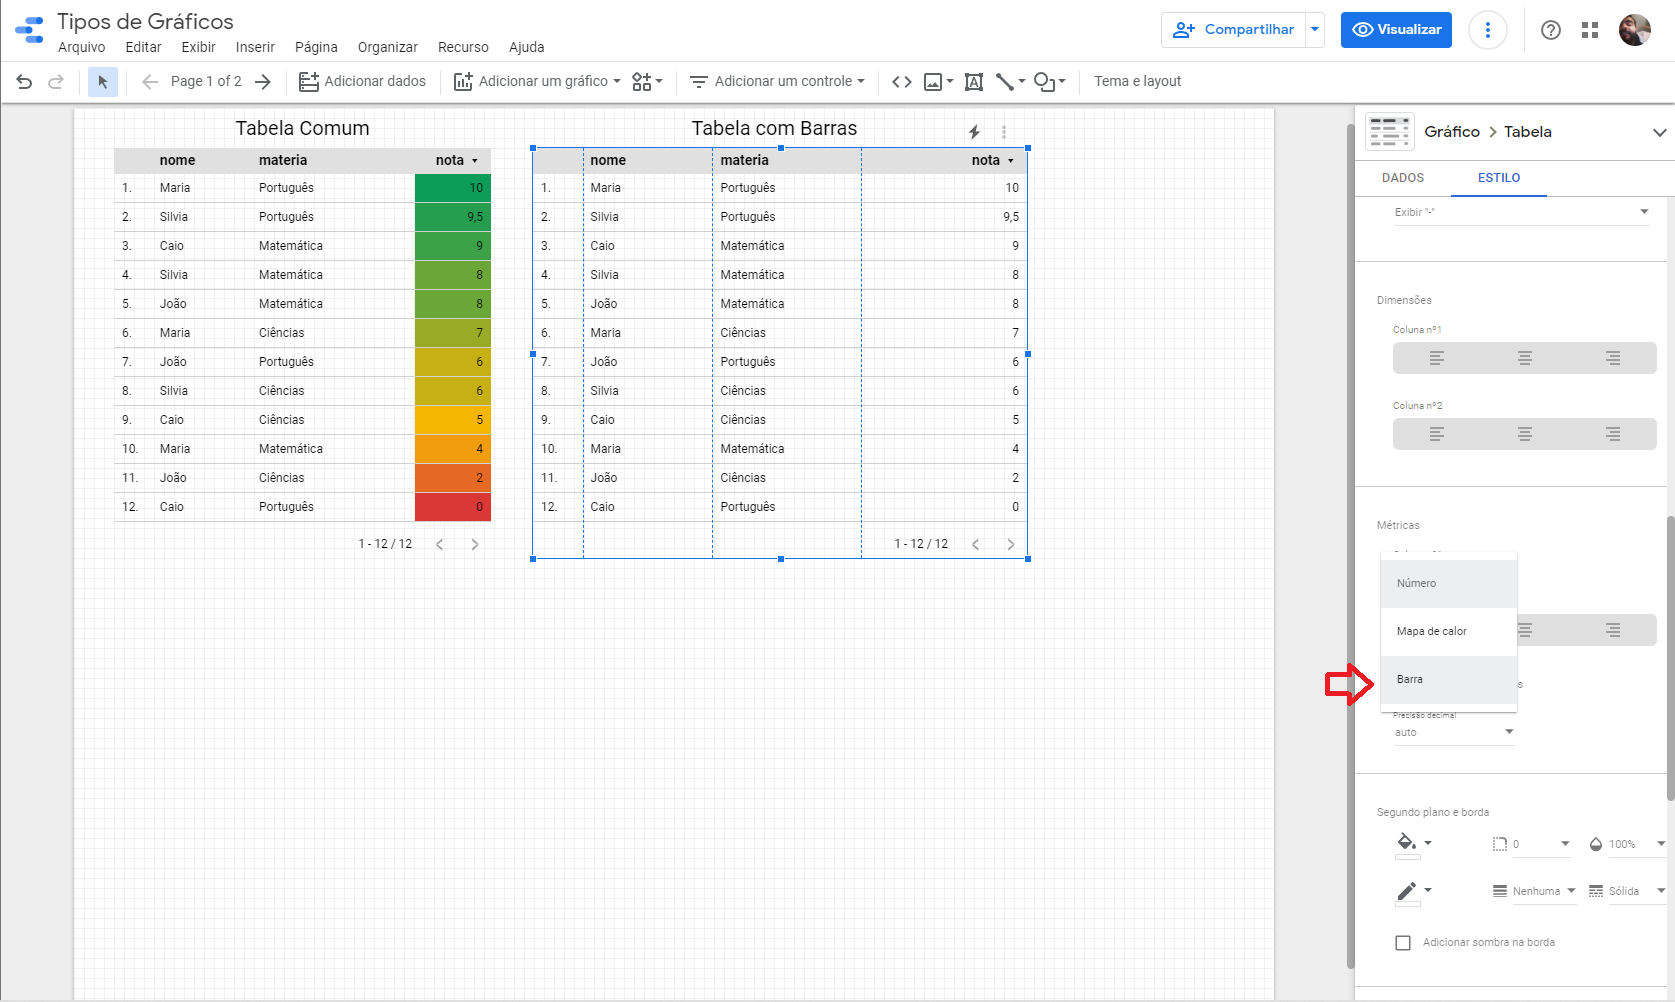 Tipos de Gráficos
Arquivo Editar Exibir Inserir Página Organizar Recurso Ajuda
Compartilhar
Visualizar
Page 1 of 2
Adicionar dados
Adicionar um gráfico
Adicionar um controle
Tema e layout
Tabela Comum
nome materia nota
1. Maria Português 10
2. Silvia Português 9,5
3. Caio Matemática 9
4. Silvia Matemática 8
5. João Matemática 8
6. Maria Ciências 7
7. João Português 6
8. Silvia Ciências 6
9. Caio Ciências 5
10. Maria Matemática 4
11. João Ciências 2
12. Caio Português 0
1 - 12 / 12
Tabela com Barras
nome materia nota
1. Maria Português 10
2. Silvia Português 9,5
3. Caio Matemática 9
4. Silvia Matemática 8
5. João Matemática 8
6. Maria Ciências 7
7. João Português 6
8. Silvia Ciências 6
9. Caio Ciências 5
10. Maria Matemática 4
11. João Ciências 2
12. Caio Português 0
1 - 12 / 12
Gráfico > Tabela
DADOS ESTILO
Exibir "-"
Dimensões
Coluna nº1
Coluna nº2
Métricas
Número
Mapa de calor
Barra
s
Precisão decimal
auto
Segundo plano e borda
0 100%
Nenhuma Sólida
Adicionar sombra na borda